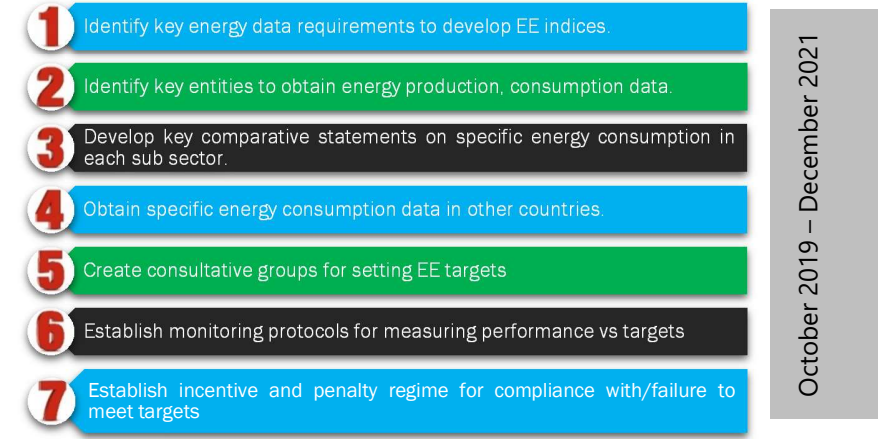 1 Identify key energy data requirements to develop EE indices.
2 Identify key entities to obtain energy production, consumption data.
3 Develop key comparative statements on specific energy consumption in
each sub sector.
4 Obtain specific energy consumption data in other countries.
5 Create consultative groups for setting EE targets
6 Establish monitoring protocols for measuring performance vs targets
7 Establish incentive and penalty regime for compliance with/failure to
meet targets
October 2019 – December 2021